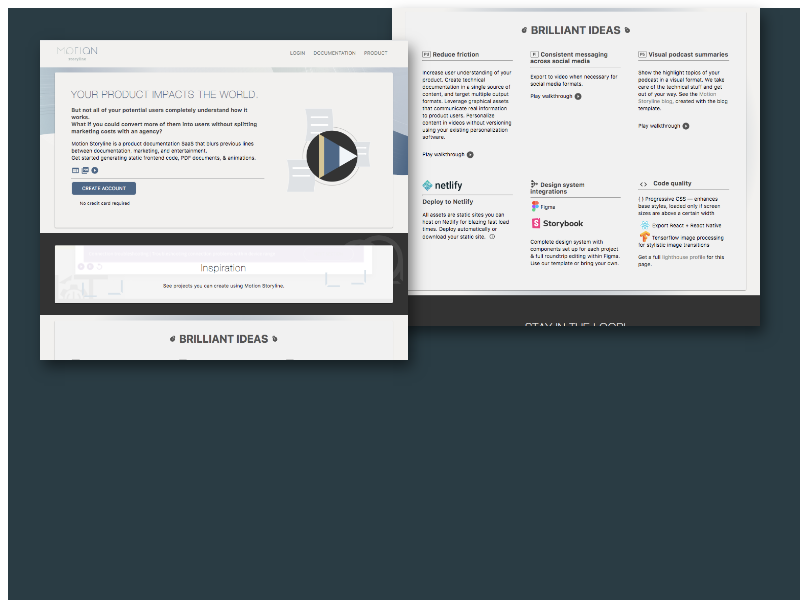 MOTION
storyline
LOGIN DOCUMENTATION PRODUCT
YOUR PRODUCT IMPACTS THE WORLD.
But not all of your potential users completely understand how it
works.
What if you could convert more of them into users without splitting
marketing costs with an agency?
Motion Storyline is a product documentation SaaS that blurs previous lines
between documentation, marketing, and entertainment.
Get started generating static frontend code, PDF documents, & animations.
CREATE ACCOUNT
No credit card required
Inspiration
See projects you can create using Motion Storyline.
BRILLIANT IDEAS
BRILLIANT IDEAS
Reduce friction
Increase user understanding of your
product. Create technical
documentation in a single source of
content, and target multiple output
formats. Leverage graphical assets
that communicate real information
to product users. Personalize
content in videos without versioning
using your existing personalization
software.
Play walkthrough
Consistent messaging
across social media
Export to video when necessary for
social media formats.
Play walkthrough
Visual podcast summaries
Show the highlight topics of your
podcast in a visual format. We take
care of the technical stuff and get
out of your way. See the Motion
Storyline blog, created with the blog
template.
Play walkthrough
netlify
Deploy to Netlify
All assets are static sites you can
host on Netlify for blazing fast load
times. Deploy automatically or
download your static site.
Design system
integrations
Figma
Storybook
Complete design system with
components set up for each project
& full roundtrip editing within Figma.
Use our template or bring your own.
Code quality
{ } Progressive CSS — enhances
base styles, loaded only if screen
sizes are above a certain width
Export React + React Native
Tensorflow image processing
for stylistic image transitions
Get a full lighthouse profile for this
page.
STAY IN THE LOOP!